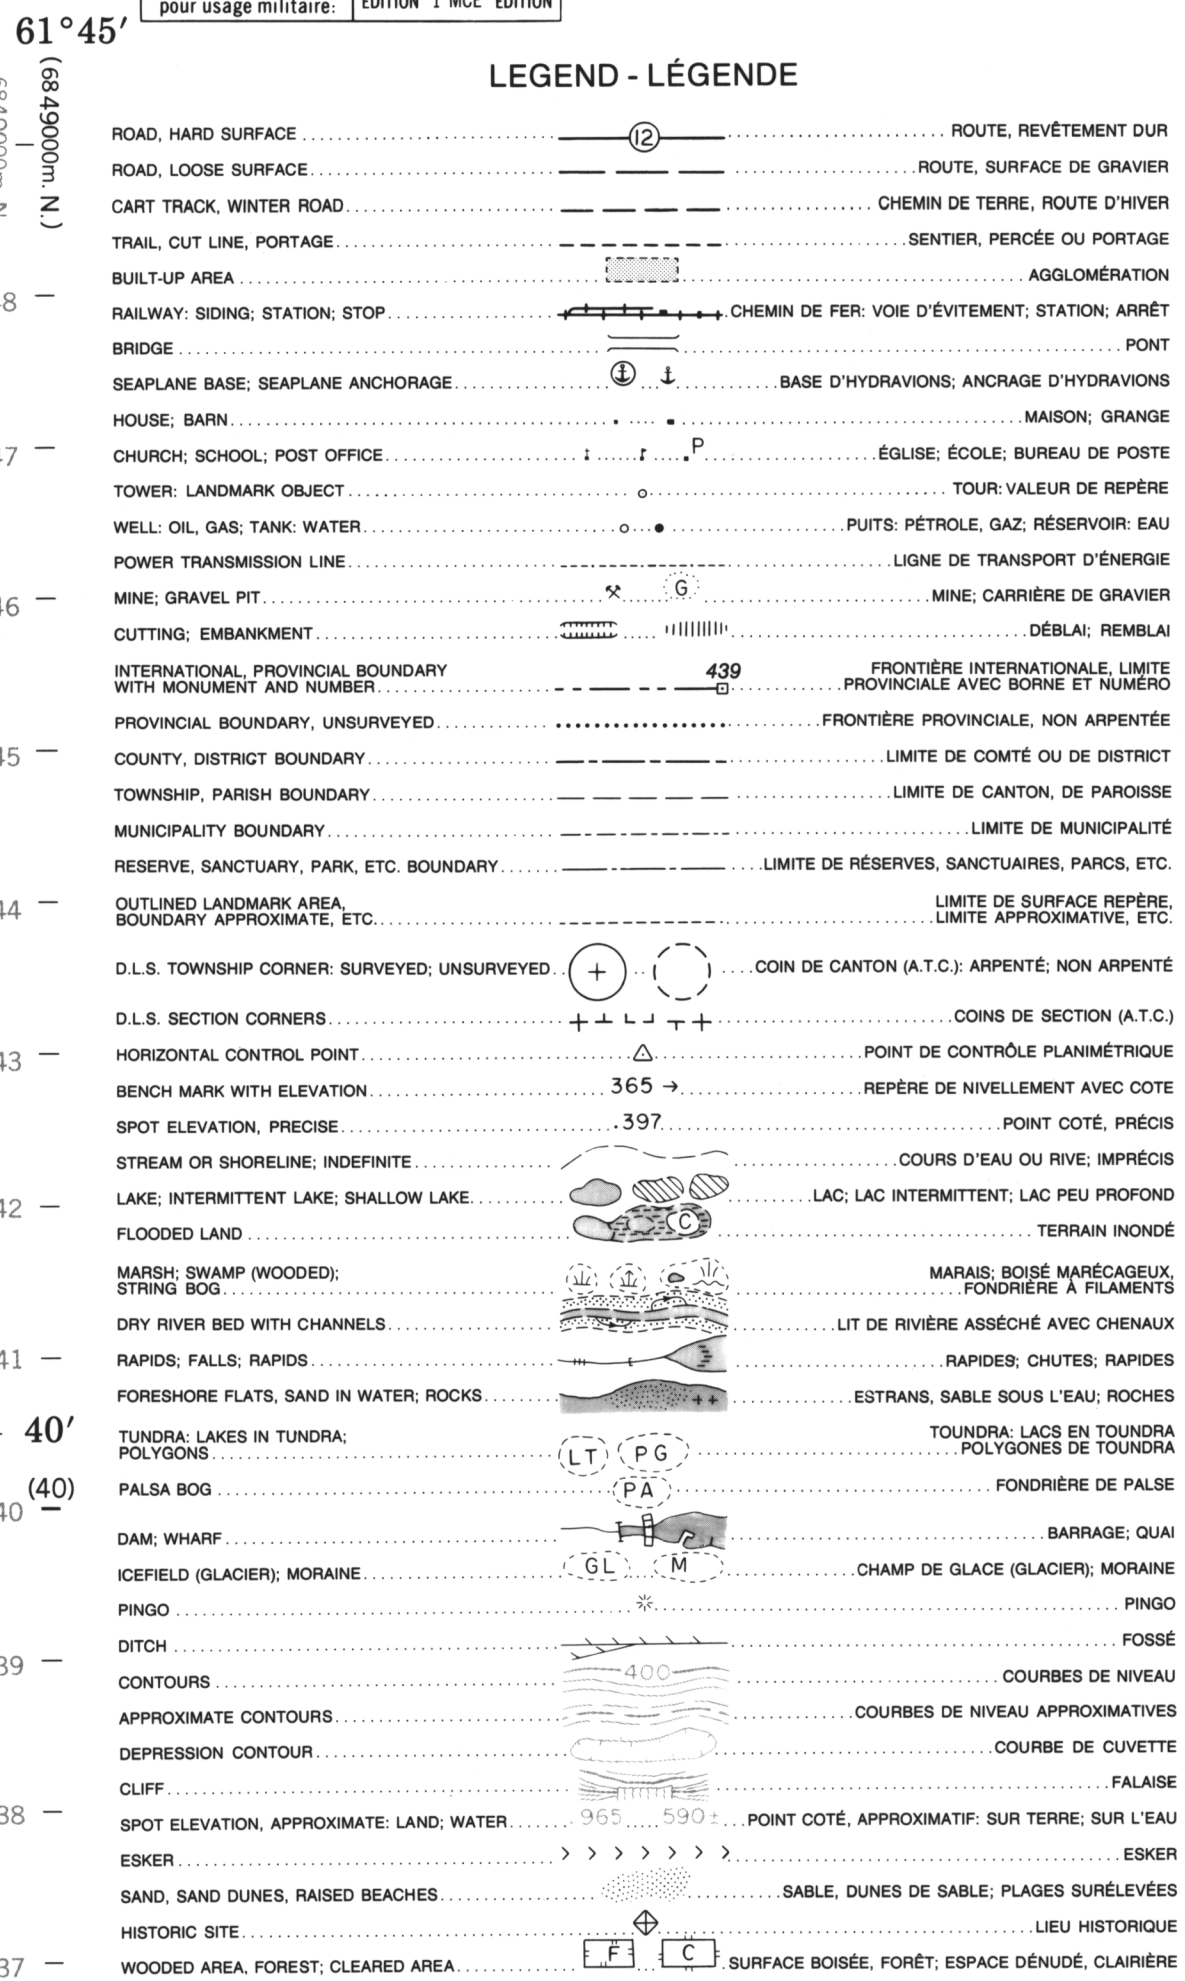 pour usage militaire:
EDITION 1 MCE EDITION
61°45′
(6849000m. N.)
LEGEND - LÉGENDE
ROAD, HARD SURFACE 12 ROUTE, REVÊTEMENT DUR
ROAD, LOOSE SURFACE ROUTE, SURFACE DE GRAVIER
CART TRACK, WINTER ROAD CHEMIN DE TERRE, ROUTE D'HIVER
TRAIL, CUT LINE, PORTAGE SENTIER, PERCÉE OU PORTAGE
BUILT-UP AREA AGGLOMÉRATION
48
RAILWAY: SIDING; STATION; STOP CHEMIN DE FER: VOIE D'ÉVITEMENT; STATION; ARRÊT
BRIDGE PONT
SEAPLANE BASE; SEAPLANE ANCHORAGE BASE D'HYDRAVIONS; ANCRAGE D'HYDRAVIONS
HOUSE; BARN MAISON; GRANGE
47
CHURCH; SCHOOL; POST OFFICE P ÉGLISE; ÉCOLE; BUREAU DE POSTE
TOWER: LANDMARK OBJECT TOUR: VALEUR DE REPÈRE
WELL: OIL, GAS; TANK: WATER PUITS: PÉTROLE, GAZ; RÉSERVOIR: EAU
POWER TRANSMISSION LINE LIGNE DE TRANSPORT D'ÉNERGIE
46
MINE; GRAVEL PIT G MINE; CARRIÈRE DE GRAVIER
CUTTING; EMBANKMENT DÉBLAI; REMBLAI
INTERNATIONAL, PROVINCIAL BOUNDARY 439 FRONTIÈRE INTERNATIONALE, LIMITE
WITH MONUMENT AND NUMBER PROVINCIALE AVEC BORNE ET NUMÉRO
PROVINCIAL BOUNDARY, UNSURVEYED FRONTIÈRE PROVINCIALE, NON ARPENTÉE
45
COUNTY, DISTRICT BOUNDARY LIMITE DE COMTÉ OU DE DISTRICT
TOWNSHIP, PARISH BOUNDARY LIMITE DE CANTON, DE PAROISSE
MUNICIPALITY BOUNDARY LIMITE DE MUNICIPALITÉ
RESERVE, SANCTUARY, PARK, ETC. BOUNDARY LIMITE DE RÉSERVES, SANCTUAIRES, PARCS, ETC.
44
OUTLINED LANDMARK AREA, LIMITE DE SURFACE REPÈRE,
BOUNDARY APPROXIMATE, ETC. LIMITE APPROXIMATIVE, ETC.
D.L.S. TOWNSHIP CORNER: SURVEYED; UNSURVEYED COIN DE CANTON (A.T.C.): ARPENTÉ; NON ARPENTÉ
D.L.S. SECTION CORNERS COINS DE SECTION (A.T.C.)
43
HORIZONTAL CONTROL POINT POINT DE CONTRÔLE PLANIMÉTRIQUE
BENCH MARK WITH ELEVATION 365 → REPÈRE DE NIVELLEMENT AVEC COTE
SPOT ELEVATION, PRECISE .397 POINT COTÉ, PRÉCIS
STREAM OR SHORELINE; INDEFINITE COURS D'EAU OU RIVE; IMPRÉCIS
LAKE; INTERMITTENT LAKE; SHALLOW LAKE LAC; LAC INTERMITTENT; LAC PEU PROFOND
42
FLOODED LAND C TERRAIN INONDÉ
MARSH; SWAMP (WOODED); MARAIS; BOISÉ MARÉCAGEUX,
STRING BOG FONDRIÈRE À FILAMENTS
DRY RIVER BED WITH CHANNELS LIT DE RIVIÈRE ASSÉCHÉ AVEC CHENAUX
41
RAPIDS; FALLS; RAPIDS RAPIDES; CHUTES; RAPIDES
FORESHORE FLATS, SAND IN WATER; ROCKS ESTRANS, SABLE SOUS L'EAU; ROCHES
40′
TUNDRA: LAKES IN TUNDRA; TOUNDRA: LACS EN TOUNDRA
POLYGONS LT PG POLYGONES DE TOUNDRA
(40)
PALSA BOG PA FONDRIÈRE DE PALSE
40
DAM; WHARF BARRAGE; QUAI
ICEFIELD (GLACIER); MORAINE GL M CHAMP DE GLACE (GLACIER); MORAINE
PINGO PINGO
DITCH FOSSÉ
39
CONTOURS 400 COURBES DE NIVEAU
APPROXIMATE CONTOURS COURBES DE NIVEAU APPROXIMATIVES
DEPRESSION CONTOUR COURBE DE CUVETTE
CLIFF FALAISE
38
SPOT ELEVATION, APPROXIMATE: LAND; WATER .965 590± POINT COTÉ, APPROXIMATIF: SUR TERRE; SUR L'EAU
ESKER ESKER
SAND, SAND DUNES, RAISED BEACHES SABLE, DUNES DE SABLE; PLAGES SURÉLEVÉES
HISTORIC SITE LIEU HISTORIQUE
37
WOODED AREA, FOREST; CLEARED AREA F C SURFACE BOISÉE, FORÊT; ESPACE DÉNUDÉ, CLAIRIÈRE